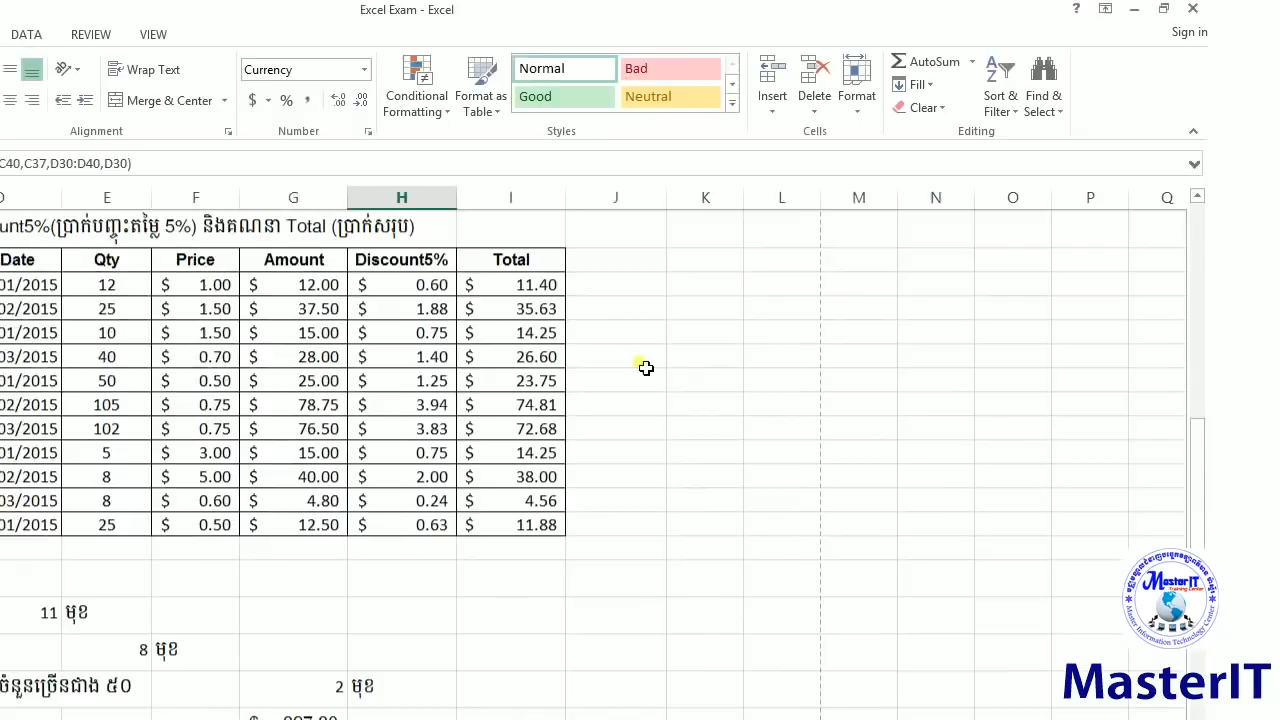 Excel Exam - Excel
?
Sign in
DATA REVIEW VIEW
Wrap Text
Merge & Center
Alignment
Currency
$ % ,
Number
Conditional Formatting
Format as Table
Normal Bad
Good Neutral
Styles
Insert Delete Format
Cells
AutoSum
Fill
Clear
Sort & Filter
Find & Select
Editing
C40,C37,D30:D40,D30)
E F G H I J K L M N O P Q
unt5%(ប្រាក់បញ្ចុះតម្លៃ 5%) និងគណនា Total (ប្រាក់សរុប)
Date Qty Price Amount Discount5% Total
01/2015 12 $ 1.00 $ 12.00 $ 0.60 $ 11.40
02/2015 25 $ 1.50 $ 37.50 $ 1.88 $ 35.63
01/2015 10 $ 1.50 $ 15.00 $ 0.75 $ 14.25
03/2015 40 $ 0.70 $ 28.00 $ 1.40 $ 26.60
01/2015 50 $ 0.50 $ 25.00 $ 1.25 $ 23.75
02/2015 105 $ 0.75 $ 78.75 $ 3.94 $ 74.81
03/2015 102 $ 0.75 $ 76.50 $ 3.83 $ 72.68
01/2015 5 $ 3.00 $ 15.00 $ 0.75 $ 14.25
02/2015 8 $ 5.00 $ 40.00 $ 2.00 $ 38.00
03/2015 8 $ 0.60 $ 4.80 $ 0.24 $ 4.56
01/2015 25 $ 0.50 $ 12.50 $ 0.63 $ 11.88
11 មុខ
8 មុខ
ចំនួនច្រើនជាង ៥០ 2 មុខ
MasterIT
Training Center
Master Information Technology Center
MasterIT